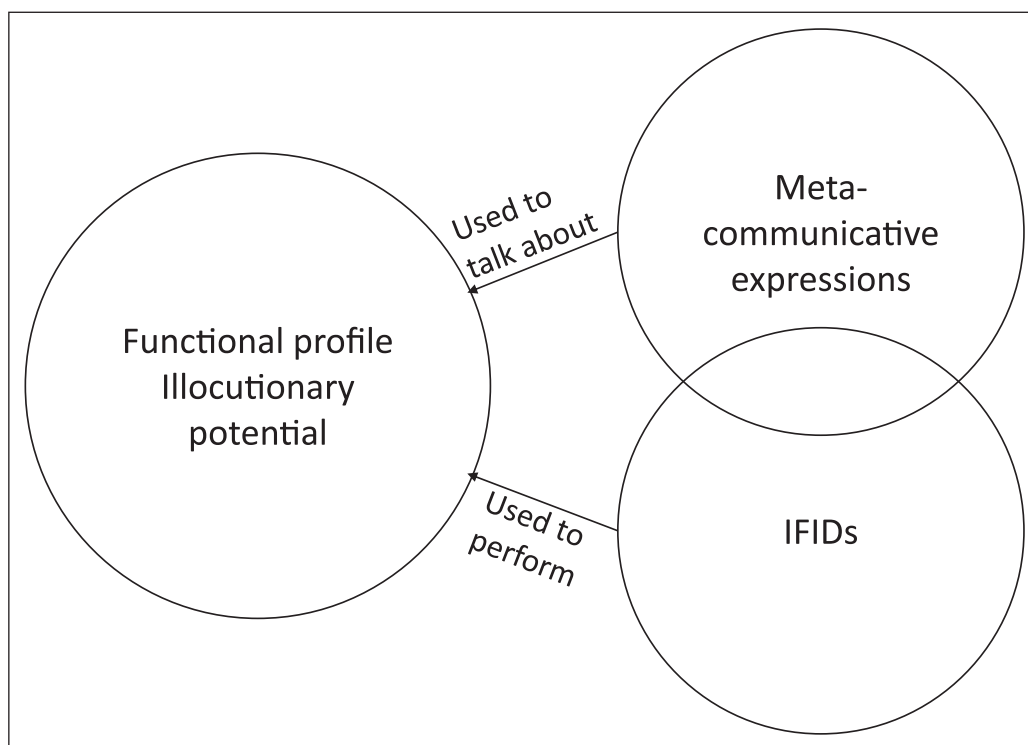 Functional profile
Illocutionary
potential
Used to
talk about
Meta-
communicative
expressions
Used to
perform
IFIDs